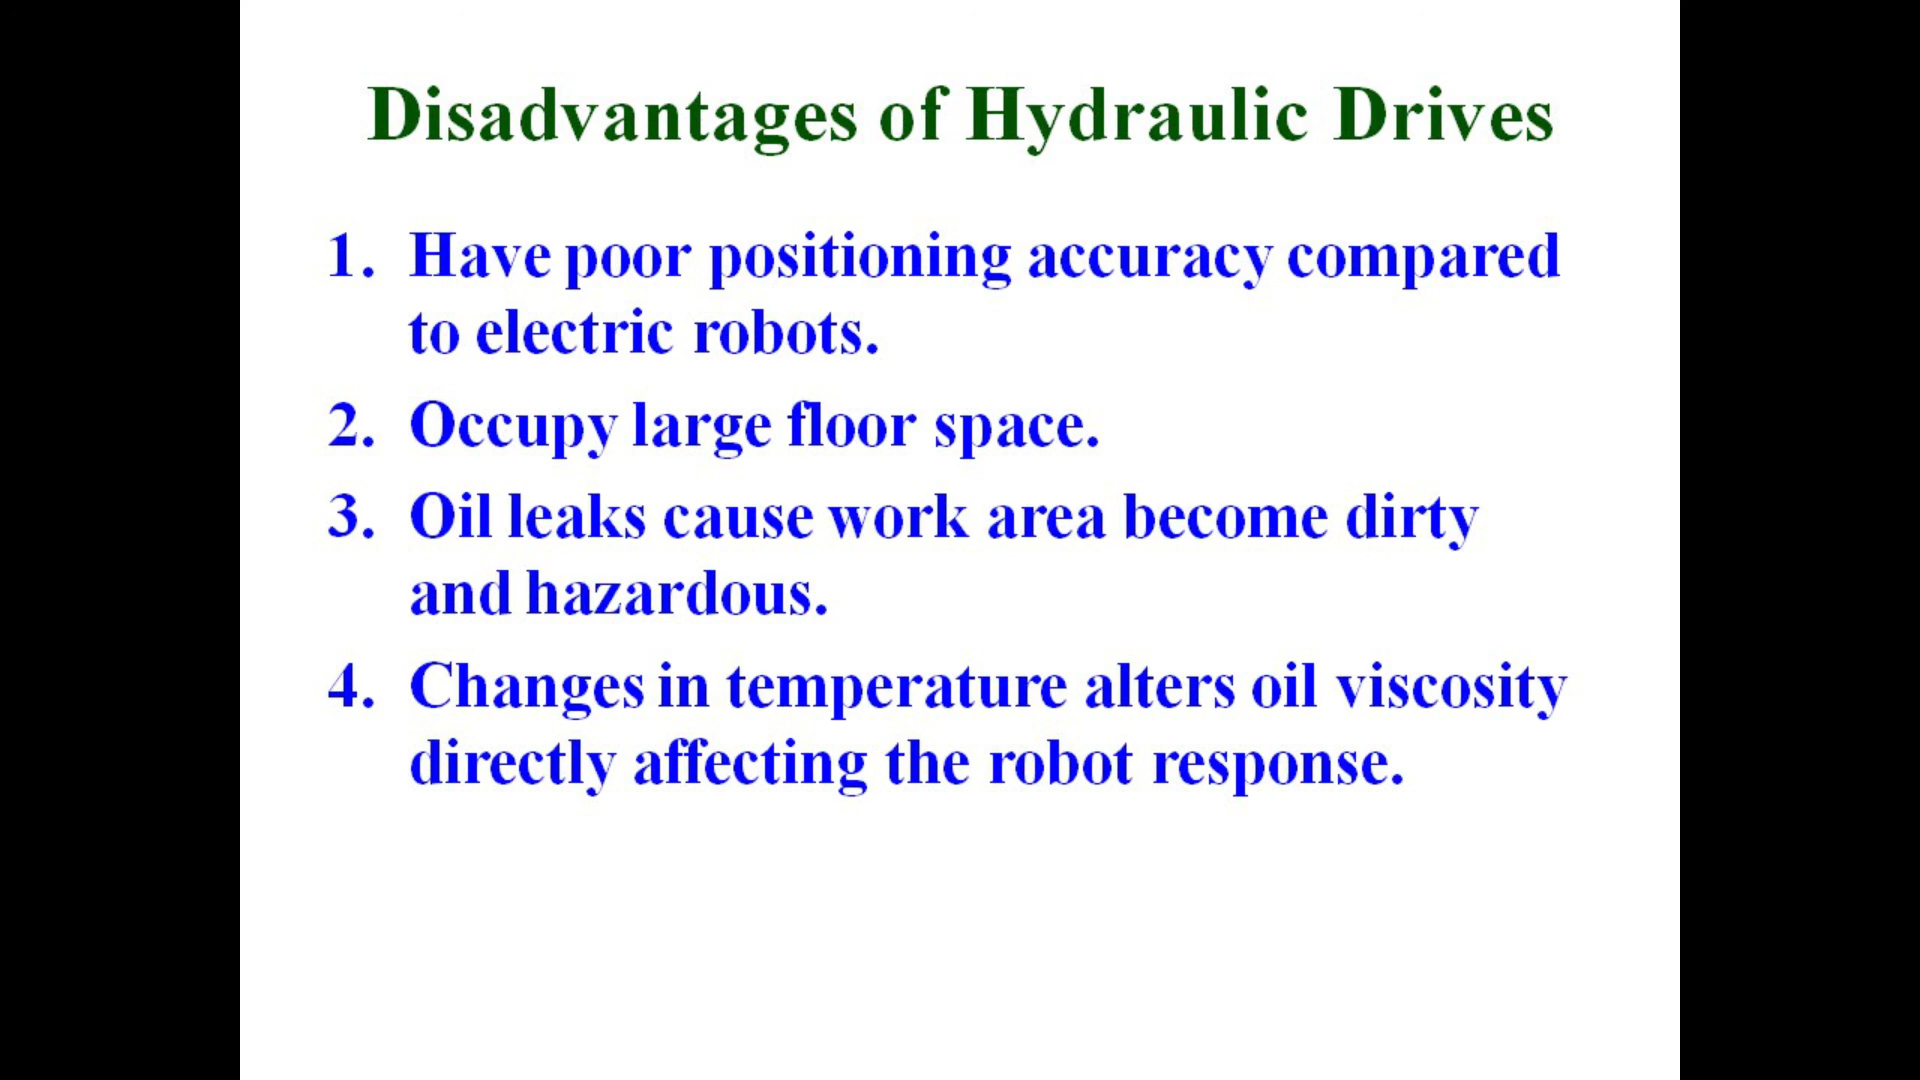 Disadvantages of Hydraulic Drives
1. Have poor positioning accuracy compared
to electric robots.
2. Occupy large floor space.
3. Oil leaks cause work area become dirty
and hazardous.
4. Changes in temperature alters oil viscosity
directly affecting the robot response.